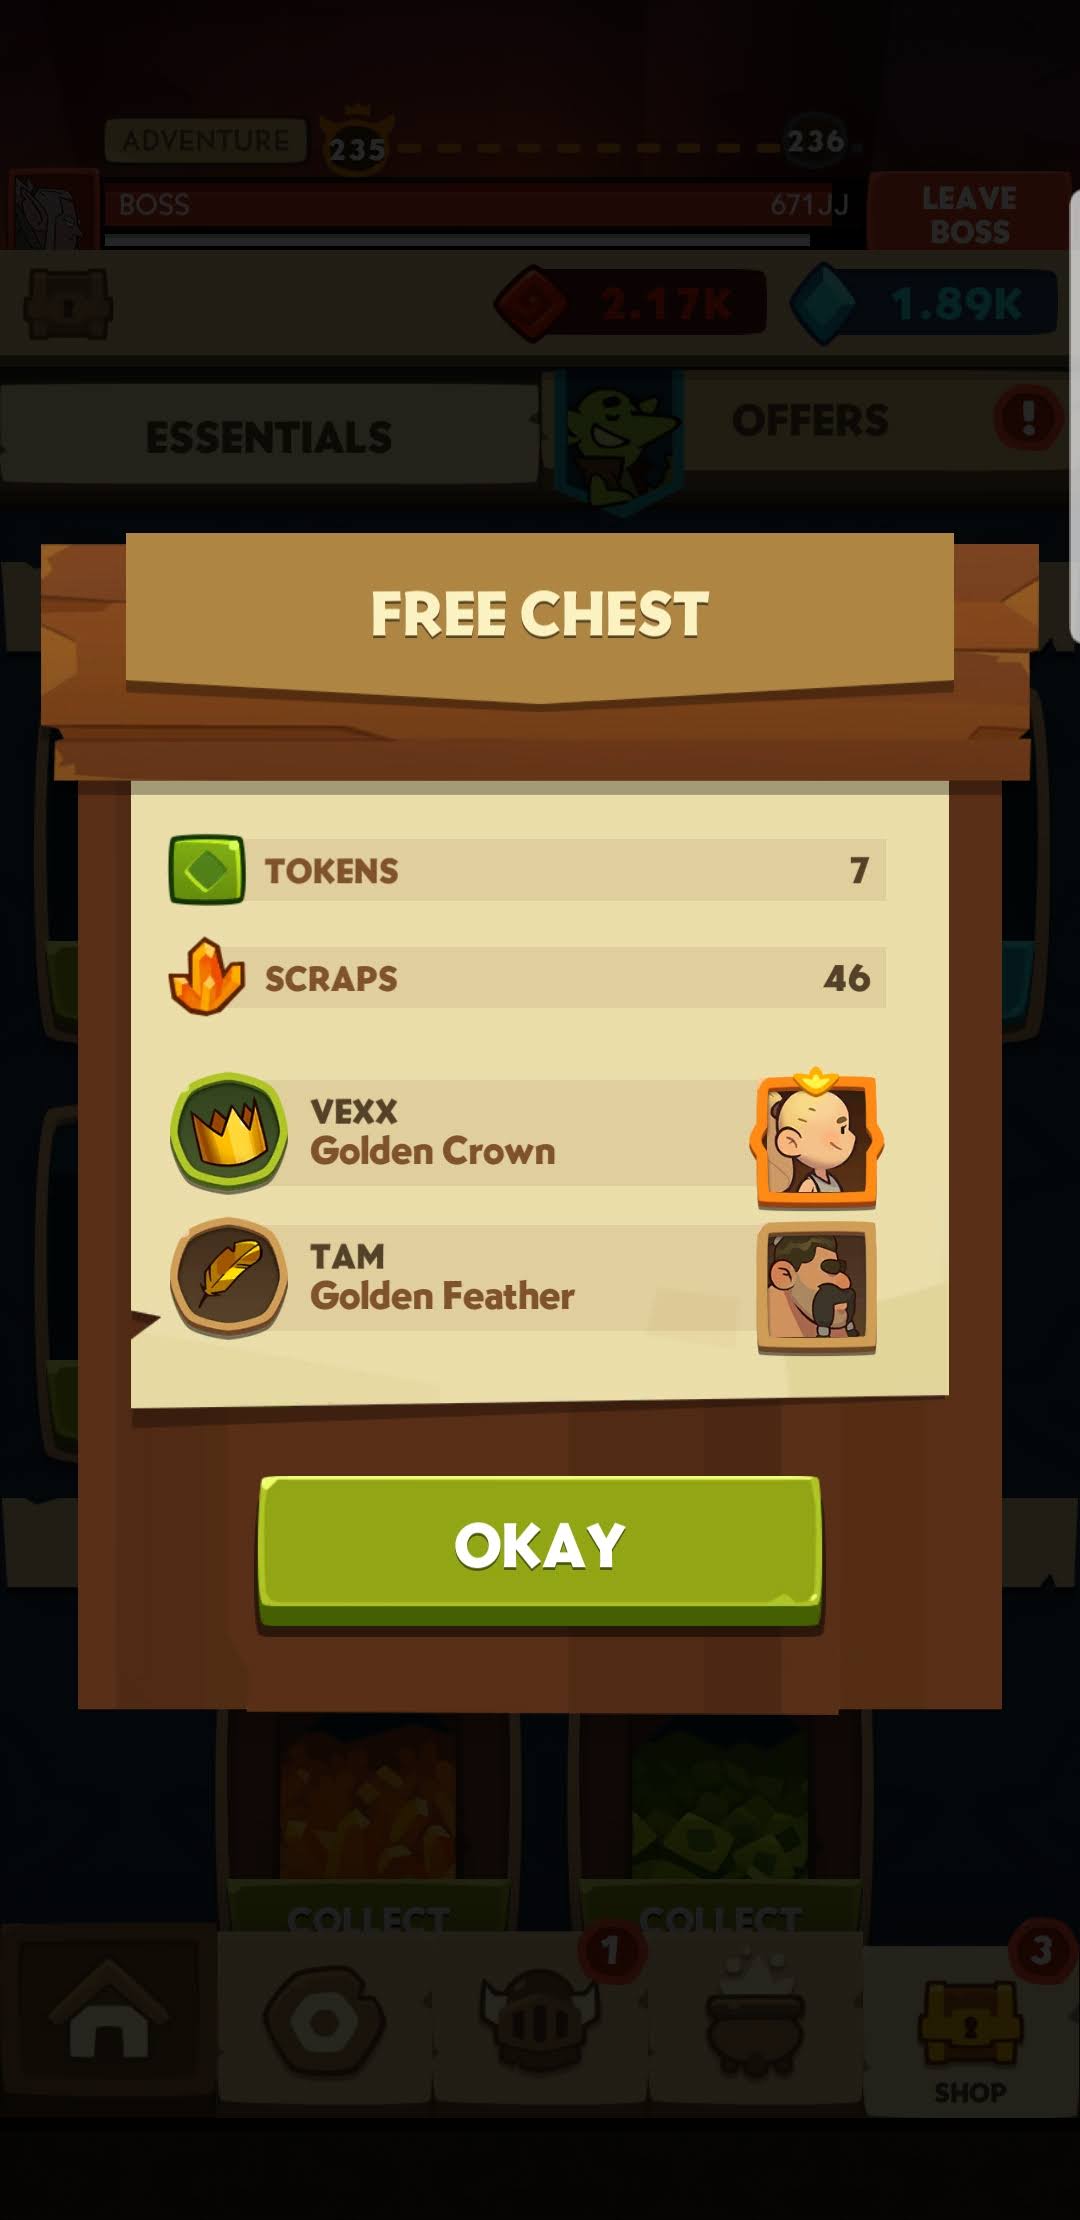 ADVENTURE
235
236
BOSS
671JJ
LEAVE
BOSS
2.17K
1.89K
ESSENTIALS
OFFERS
!
FREE CHEST
TOKENS
7
SCRAPS
46
VEXX
Golden Crown
TAM
Golden Feather
OKAY
COLLECT
COLLECT
1
3
SHOP